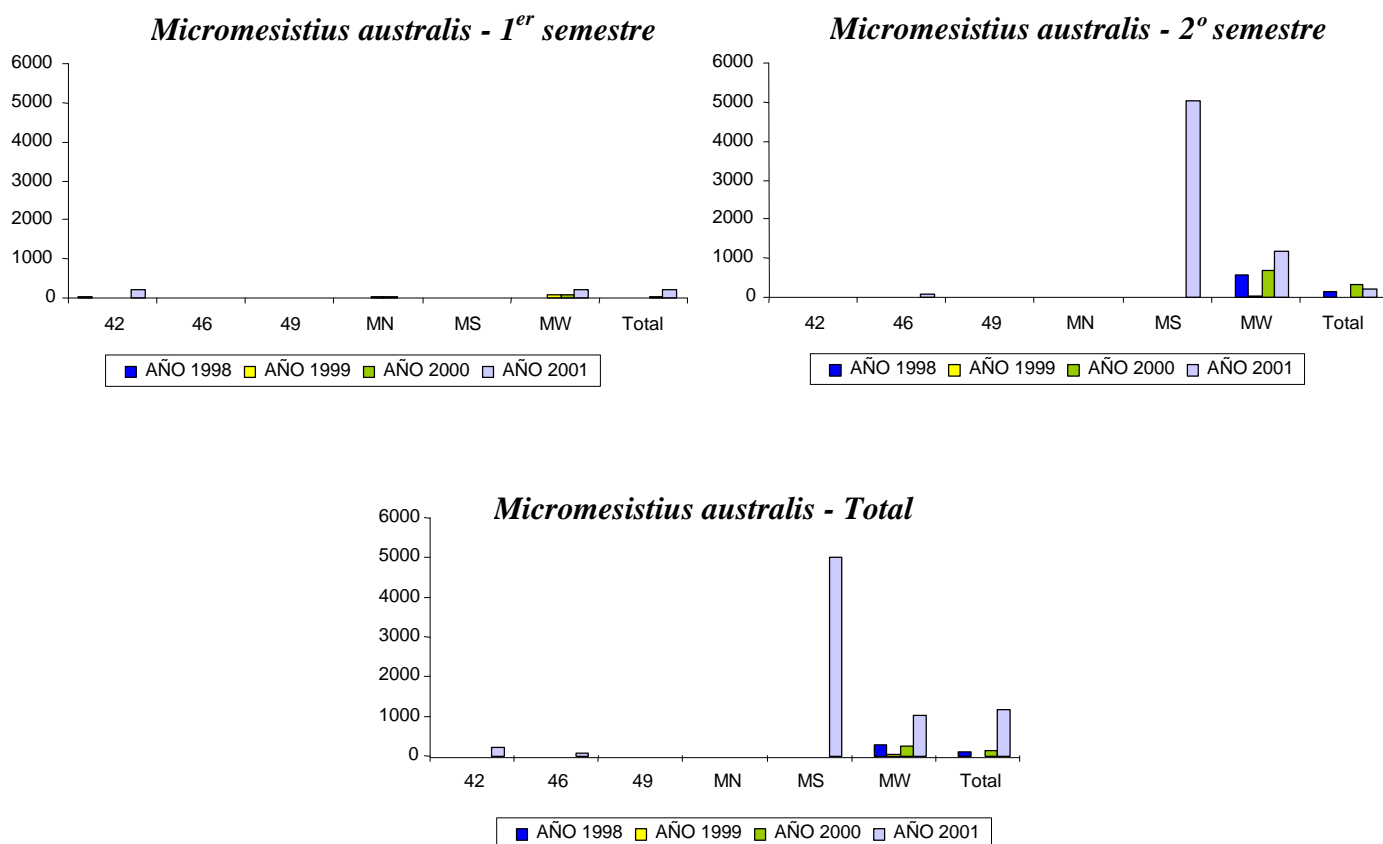 Micromesistius australis - 1er semestre
6000
5000
4000
3000
2000
1000
0
42 46 49 MN MS MW Total
AÑO 1998 AÑO 1999 AÑO 2000 AÑO 2001
Micromesistius australis - 2º semestre
6000
5000
4000
3000
2000
1000
0
42 46 49 MN MS MW Total
AÑO 1998 AÑO 1999 AÑO 2000 AÑO 2001
Micromesistius australis - Total
6000
5000
4000
3000
2000
1000
0
42 46 49 MN MS MW Total
AÑO 1998 AÑO 1999 AÑO 2000 AÑO 2001